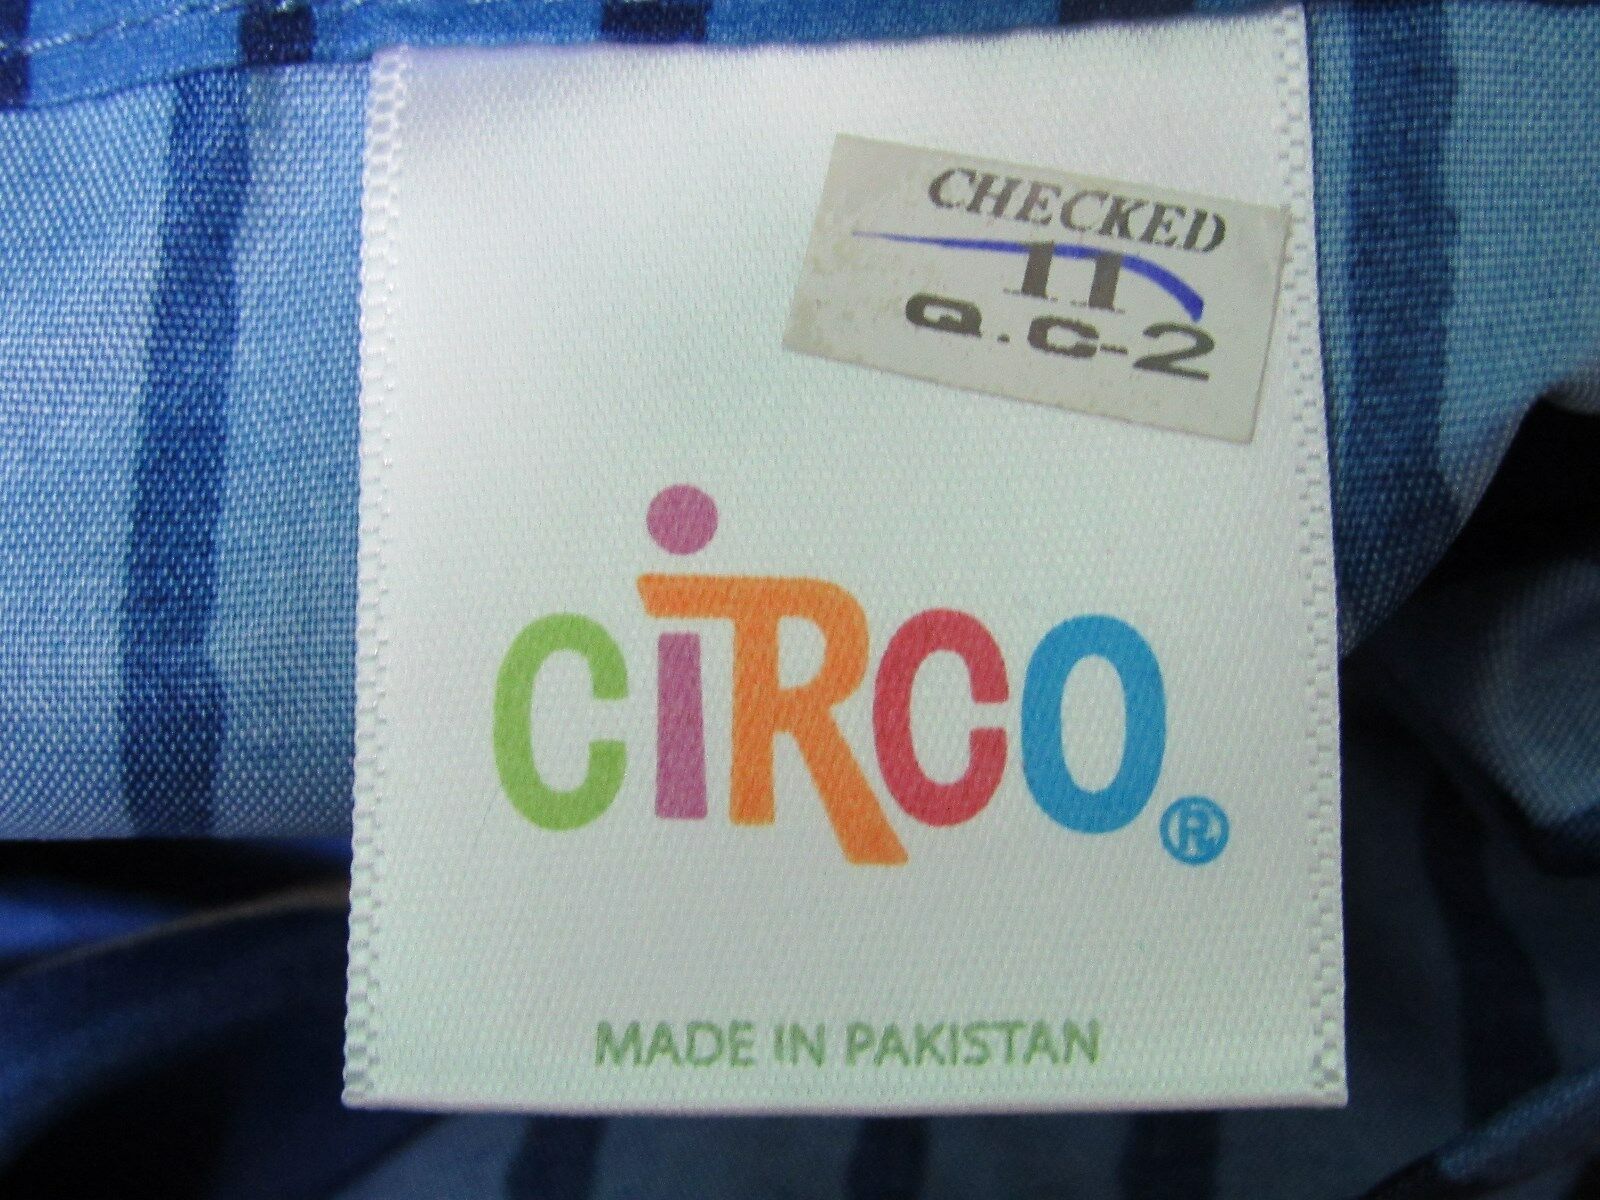 CHECKED
11
Q.C-2
CiRCO®
MADE IN PAKISTAN